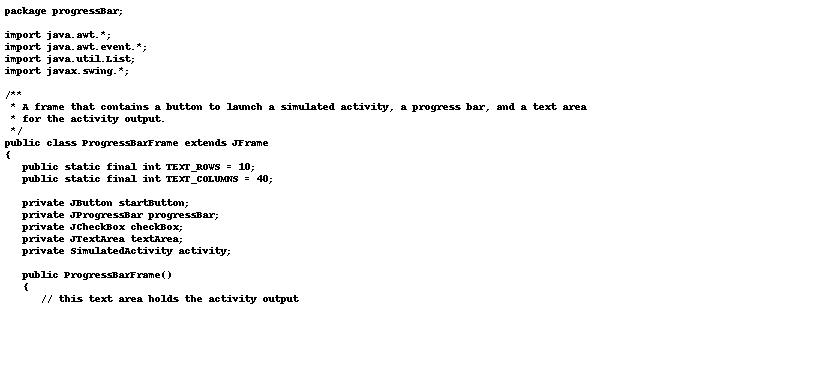 package progressBar;

import java.awt.*;
import java.awt.event.*;
import java.util.List;
import javax.swing.*;

/**
 * A frame that contains a button to launch a simulated activity, a progress bar, and a text area
 * for the activity output.
 */
public class ProgressBarFrame extends JFrame
{
   public static final int TEXT_ROWS = 10;
   public static final int TEXT_COLUMNS = 40;

   private JButton startButton;
   private JProgressBar progressBar;
   private JCheckBox checkBox;
   private JTextArea textArea;
   private SimulatedActivity activity;

   public ProgressBarFrame()
   {
      // this text area holds the activity output